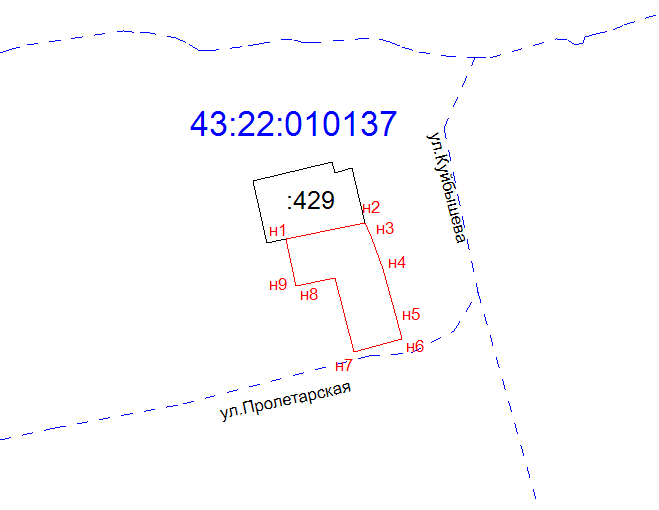 43:22:010137
ул.Куйбышева
:429
н2
н1
н3
н4
н9
н8
н5
н6
н7
ул.Пролетарская